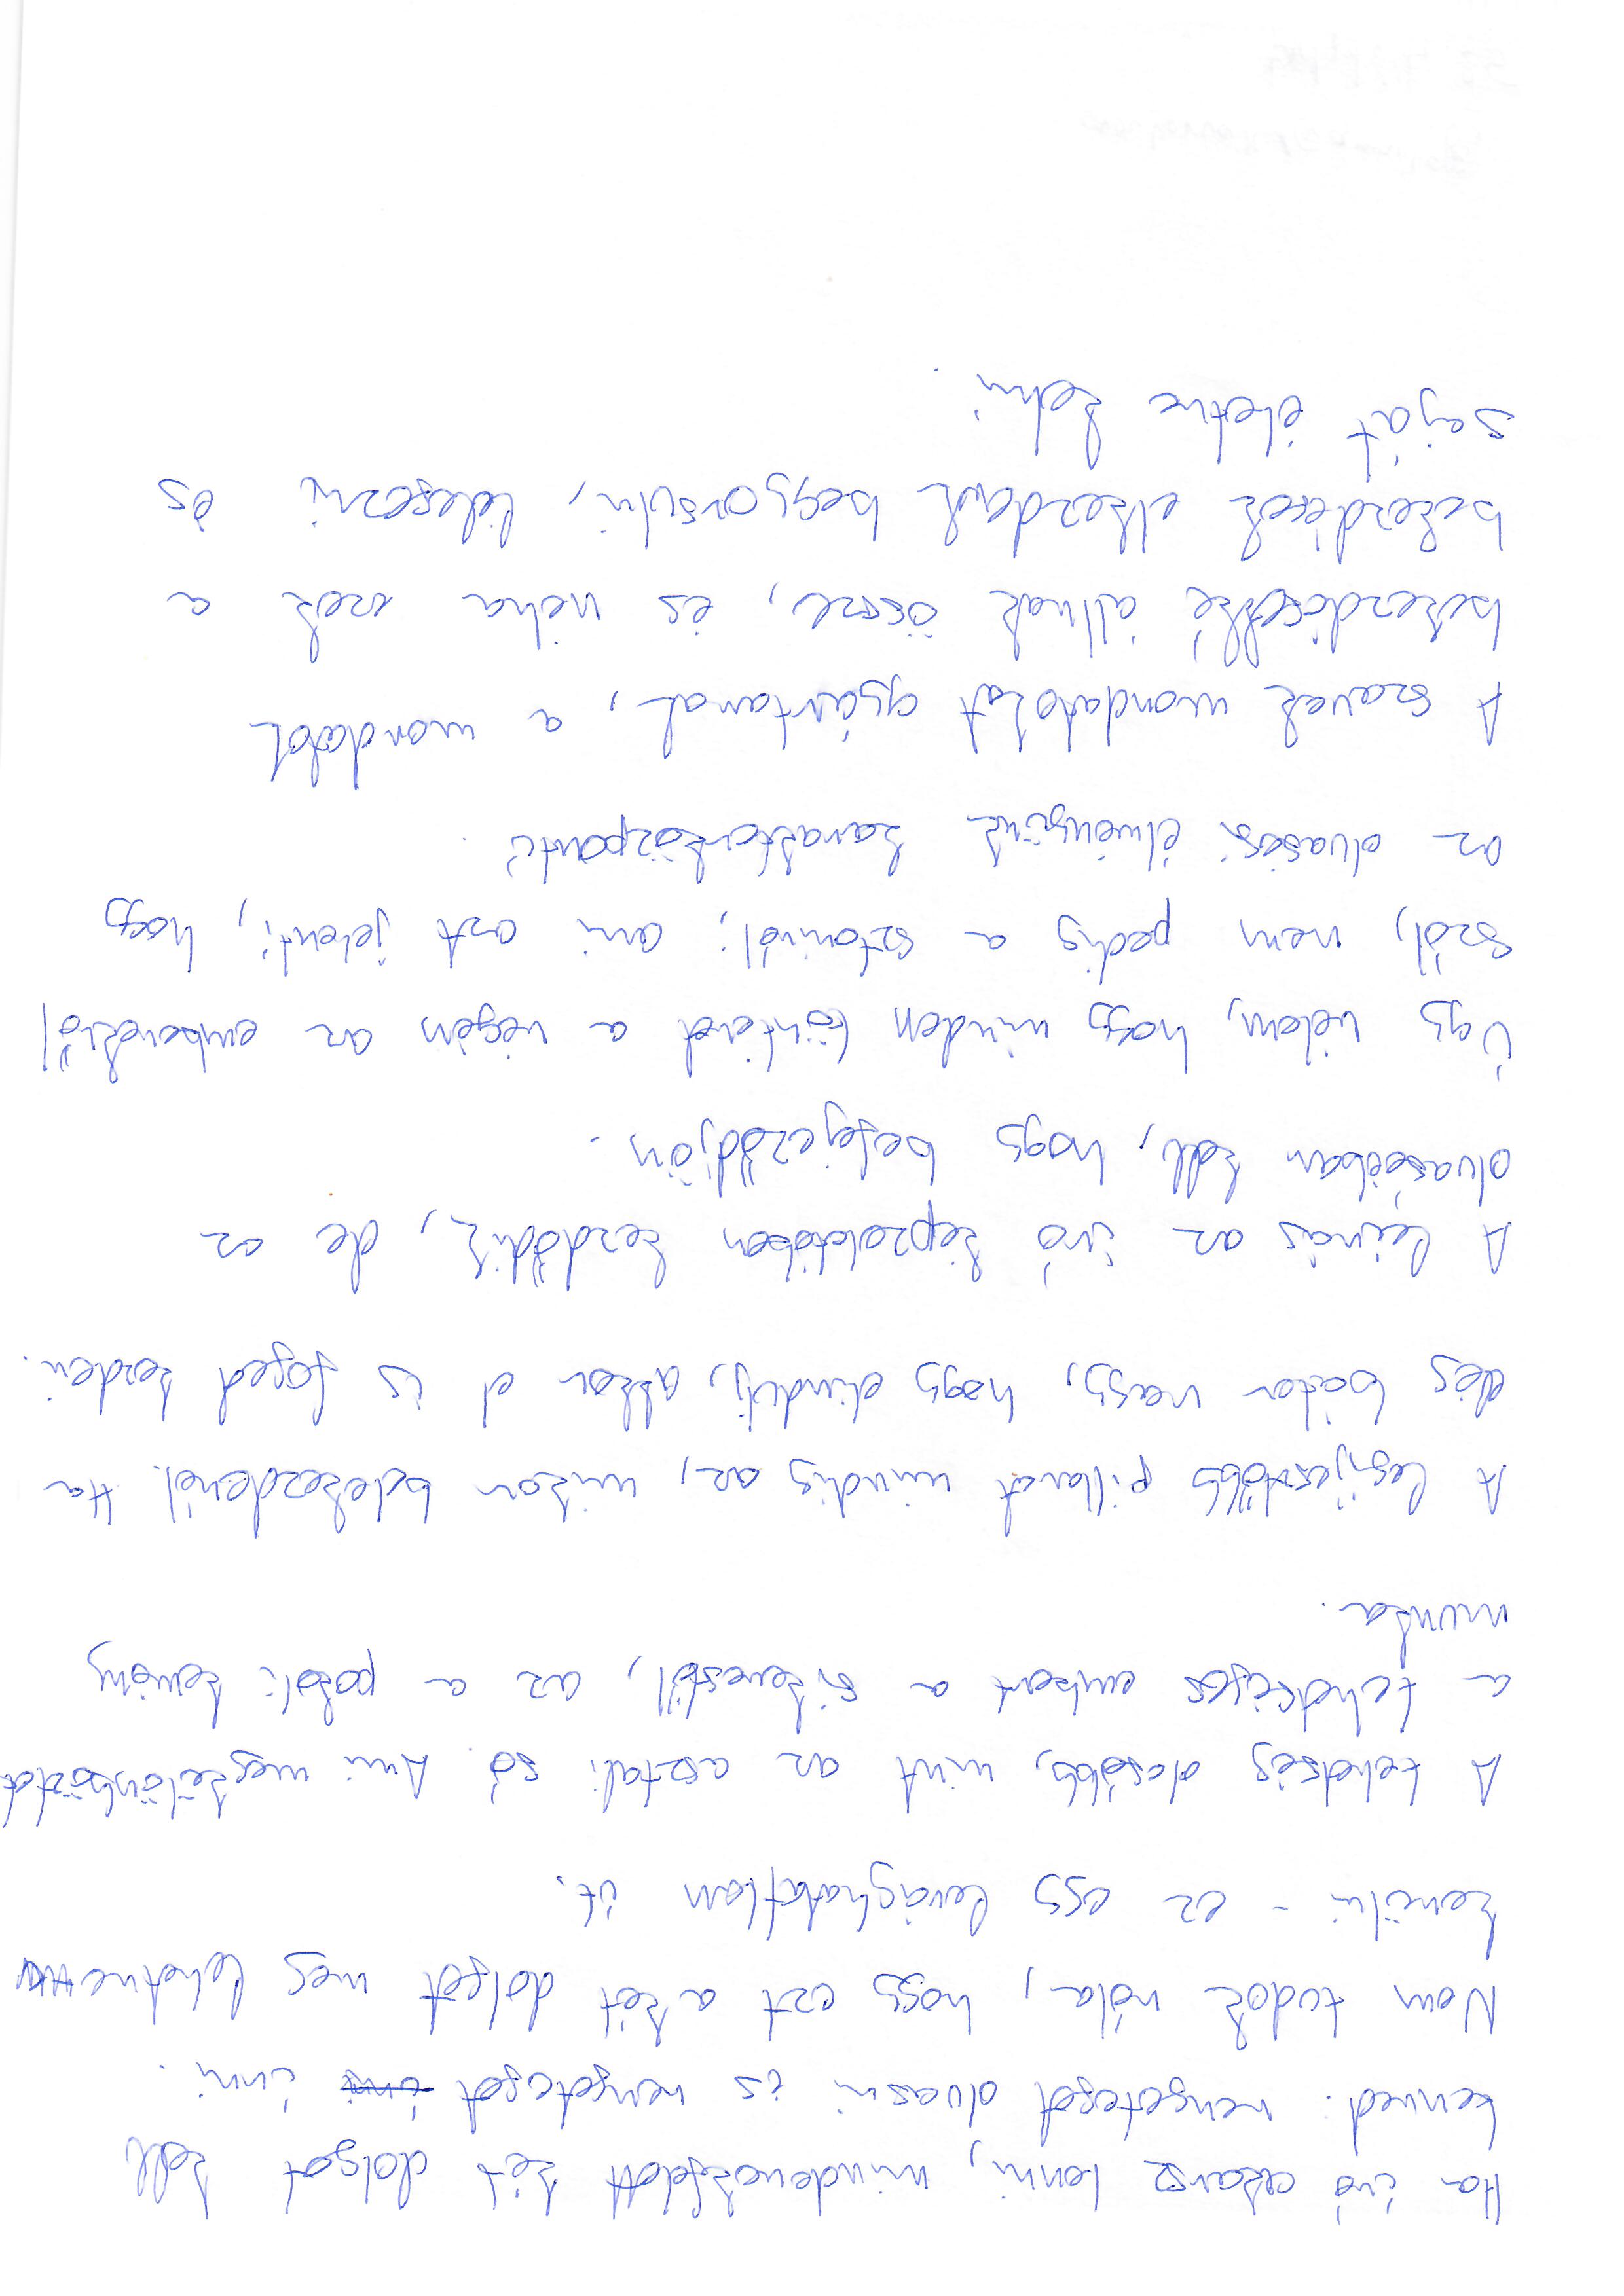 Ha író akarsz lenni, mindenekfelett két dolgot kell
tenned: rengeteget olvasni és rengeteget írni írni.
Nem tudok róla, hogy ezt a két dolgot meg lehetne
kerülni - ez egy levághatatlan út.
A tehetség olcsóbb, mint az asztali só. Ami megkülönböztet
a tehetséges embert a sikerestől, az a pokoli kemény
munka.
A legijesztőbb pillanat mindig az, mikor belekezdenél. Ha
elég bátor vagy, hogy elindulj, akkor el is foged kezdeni.
A leírás az író képzeletében kezdődik, de az
olvasóéban kell, hogy befejeződjön.
Úgy vélem, hogy minden történet a végén az emberekről
szól, nem pedig a sztoriról; ami azt jelenti, hogy
az olvasási élményünk karakterközpontú.
A szavak mondatokat gyártanak, a mondatok
bekezdésekké állnak össze, és néha ezek a
bekezdések elkezdenek begyorsulni, lélegezni és
saját életre kelni.